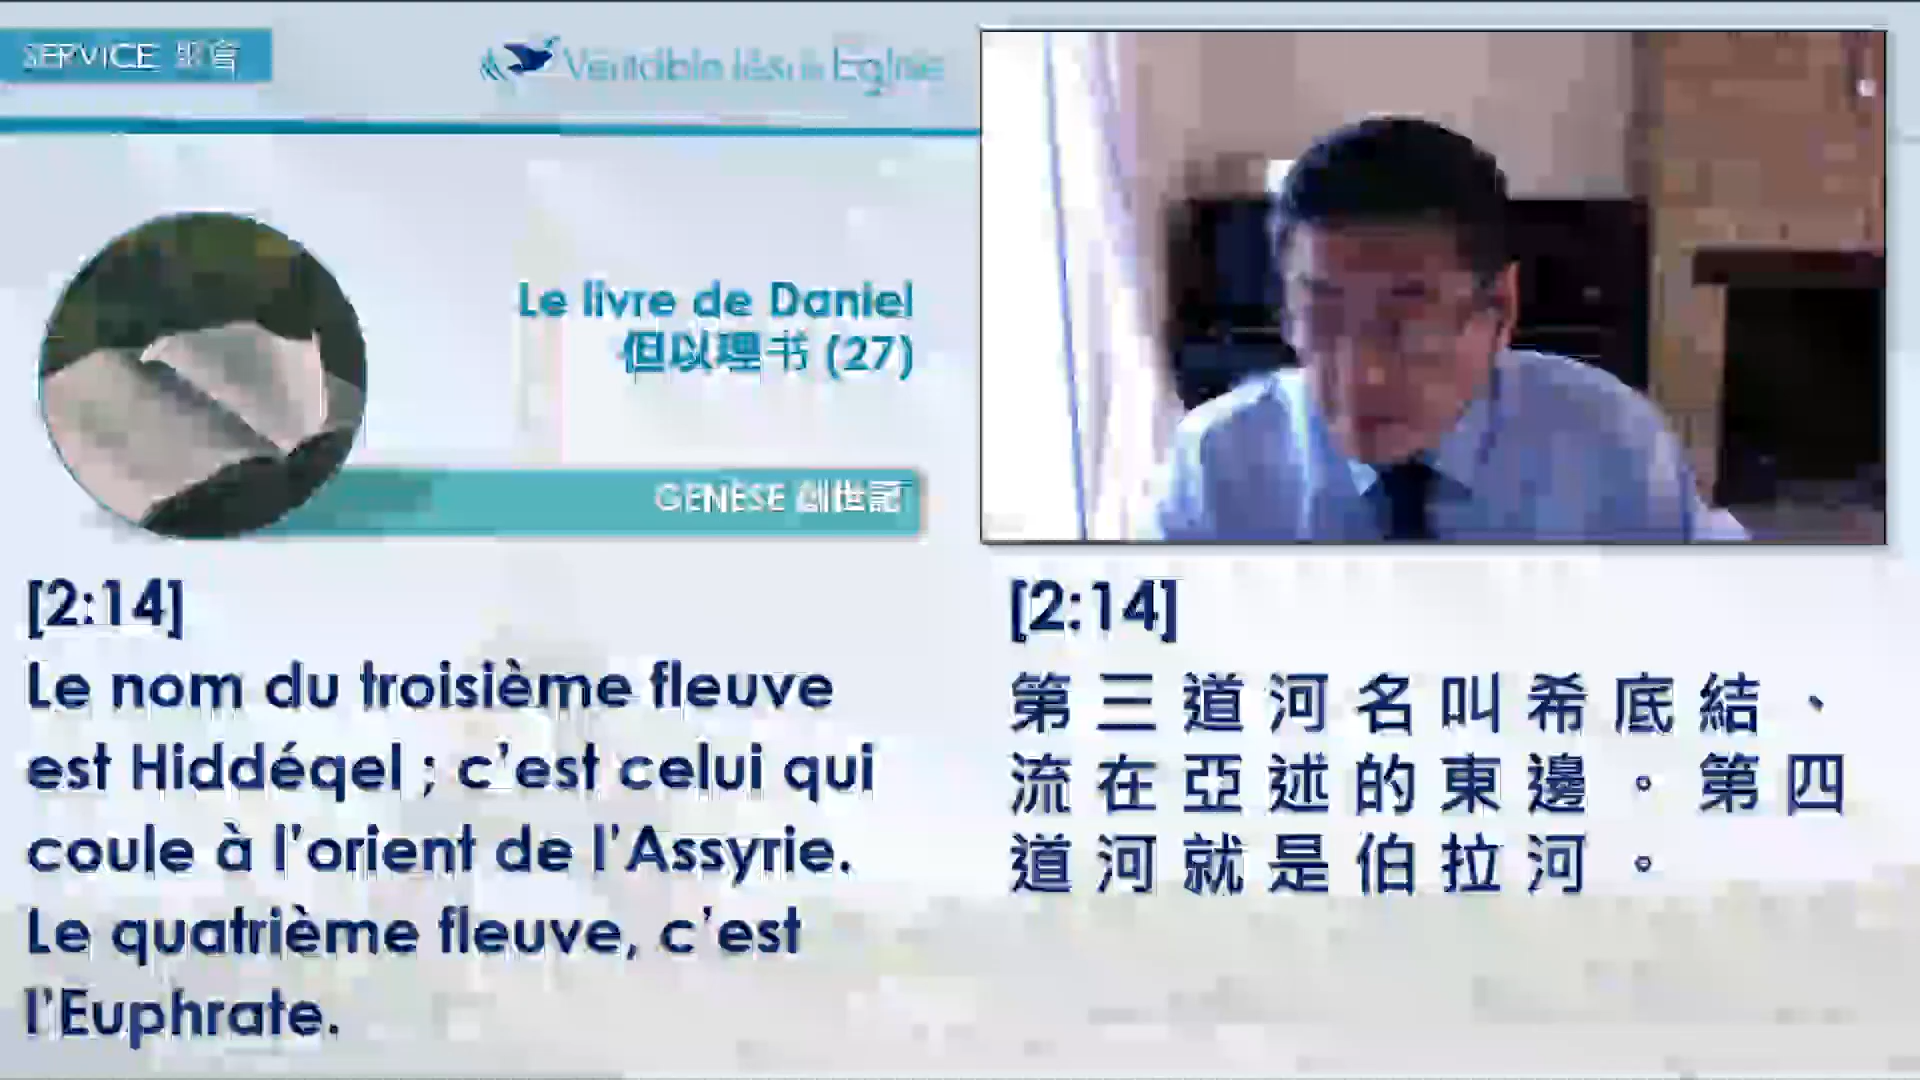 SERVICE 聚會
Le livre de Daniel
但以理书 (27)
GENÈSE 創世記
[2:14]
Le nom du troisième fleuve
est Hiddéqel ; c’est celui qui
coule à l’orient de l’Assyrie.
Le quatrième fleuve, c’est
l’Euphrate.
[2:14]
第三道河名叫希底結、
流在亞述的東邊。第四
道河就是伯拉河。